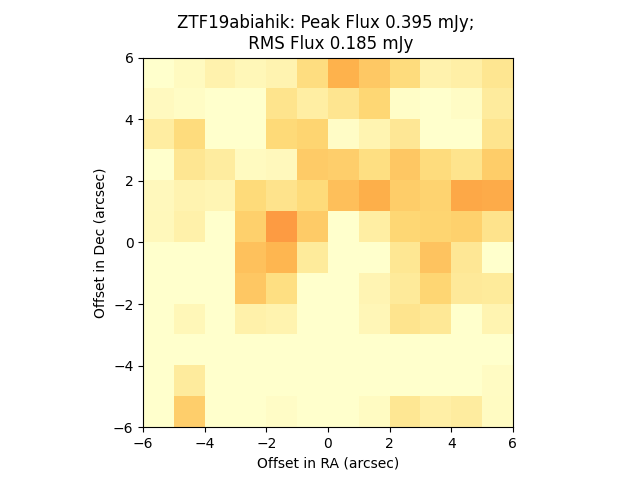 ZTF19abiahik: Peak Flux 0.395 mJy;
RMS Flux 0.185 mJy
6
4
2
0
−2
−4
−6
Offset in Dec (arcsec)
−6 −4 −2 0 2 4 6
Offset in RA (arcsec)